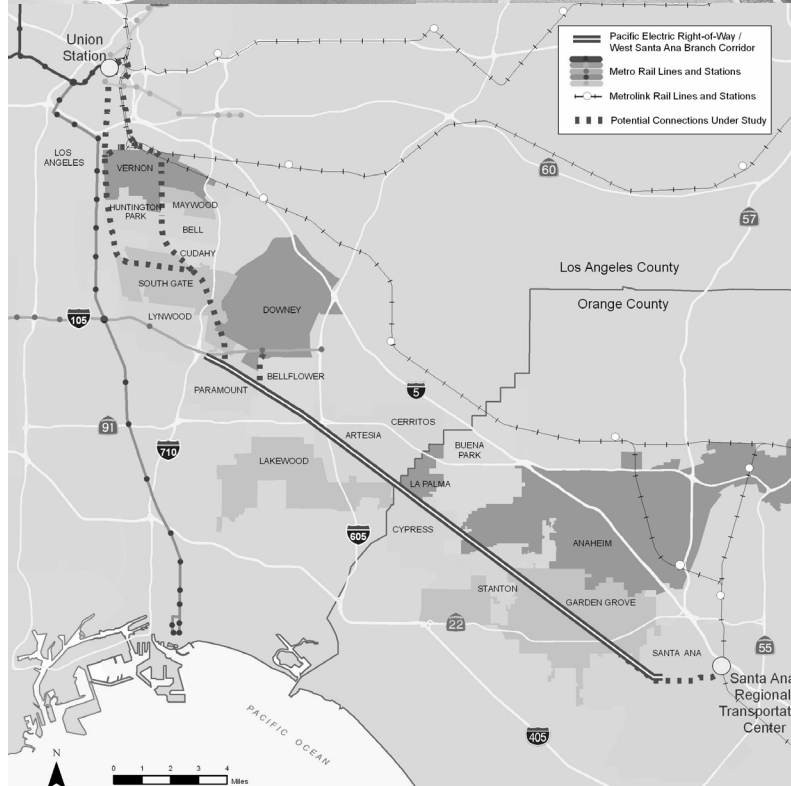 Union
Station
Pacific Electric Right-of-Way /
West Santa Ana Branch Corridor
Metro Rail Lines and Stations
Metrolink Rail Lines and Stations
Potential Connections Under Study
LOS
ANGELES
VERNON
60
HUNTINGTON
PARK
MAYWOOD
57
BELL
CUDAHY
Los Angeles County
SOUTH GATE
Orange County
105
LYNWOOD
DOWNEY
PARAMOUNT
BELLFLOWER
5
91
CERRITOS
ARTESIA
BUENA
PARK
710
LAKEWOOD
LA PALMA
605
CYPRESS
ANAHEIM
STANTON
GARDEN GROVE
22
SANTA ANA
55
Santa Ana
Regional
Transportat
Center
PACIFIC OCEAN
405
N
0 1 2 3 4
Miles